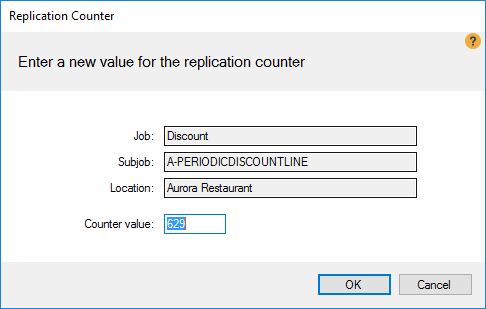 Replication Counter
?
Enter a new value for the replication counter
Job: Discount
Subjob: A-PERIODICDISCOUNTLINE
Location: Aurora Restaurant
Counter value: 629
OK Cancel